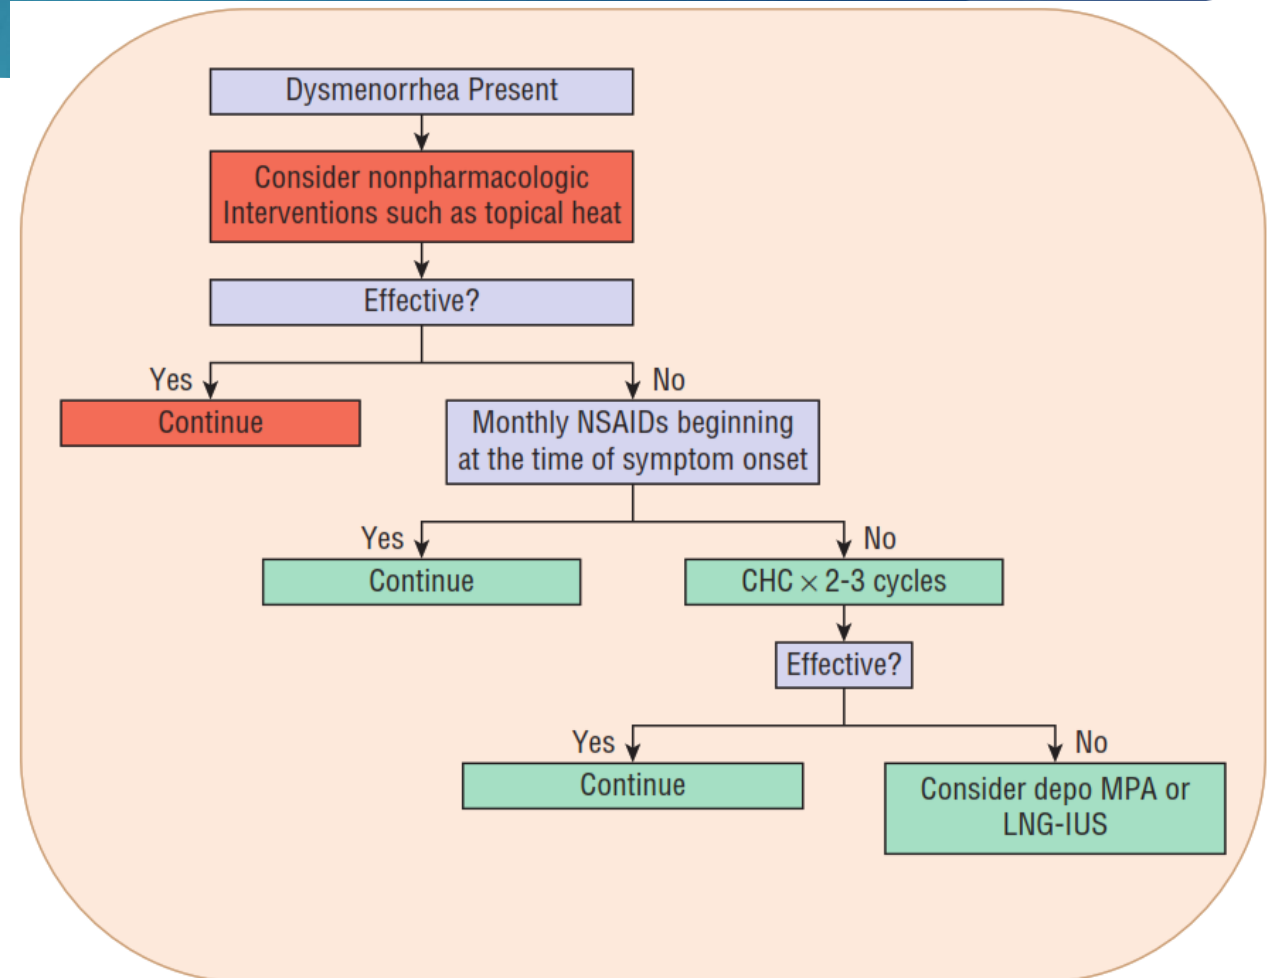 Dysmenorrhea Present
Consider nonpharmacologic
Interventions such as topical heat
Effective?
Yes
No
Continue
Monthly NSAIDs beginning
at the time of symptom onset
Yes
No
Continue
CHC × 2-3 cycles
Effective?
Yes
No
Continue
Consider depo MPA or
LNG-IUS